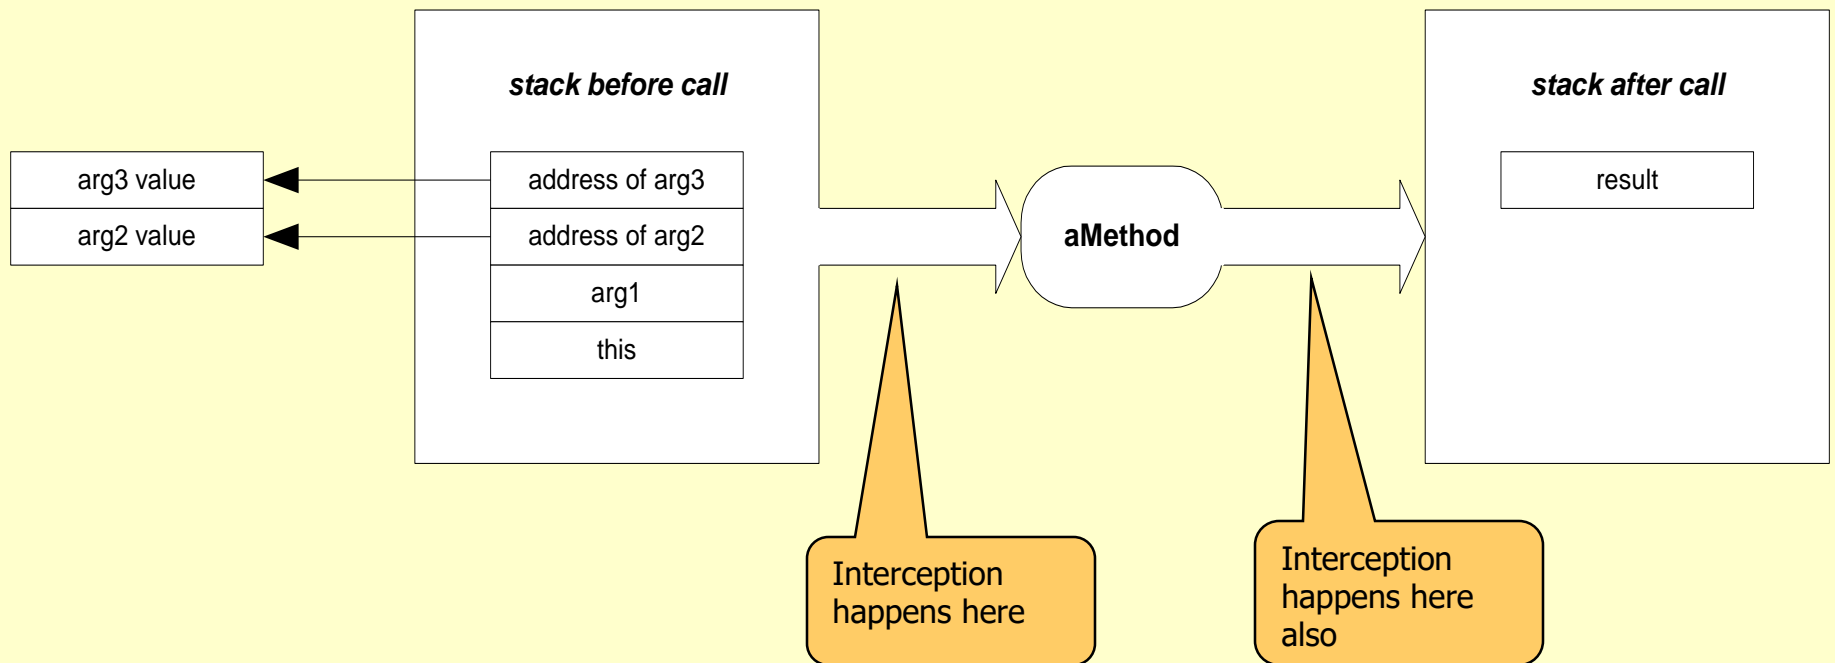 stack before call
stack after call
arg3 value
address of arg3
result
arg2 value
address of arg2
aMethod
arg1
this
Interception
happens here
Interception
happens here
also